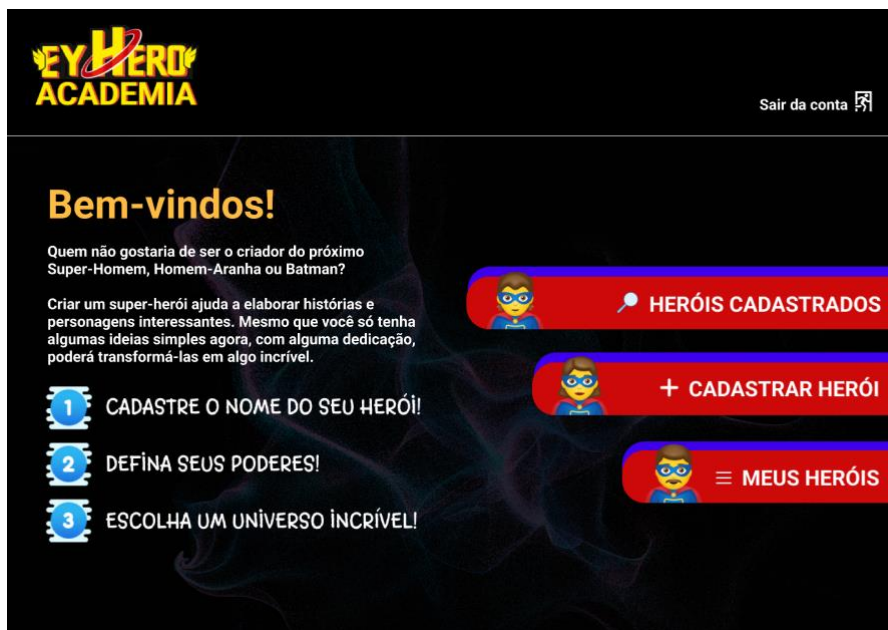 EY HERO
ACADEMIA
Sair da conta
Bem-vindos!
Quem não gostaria de ser o criador do próximo
Super-Homem, Homem-Aranha ou Batman?
Criar um super-herói ajuda a elaborar histórias e
personagens interessantes. Mesmo que você só tenha
algumas ideias simples agora, com alguma dedicação,
poderá transformá-las em algo incrível.
1 CADASTRE O NOME DO SEU HERÓI!
2 DEFINA SEUS PODERES!
3 ESCOLHA UM UNIVERSO INCRÍVEL!
HERÓIS CADASTRADOS
+ CADASTRAR HERÓI
MEUS HERÓIS